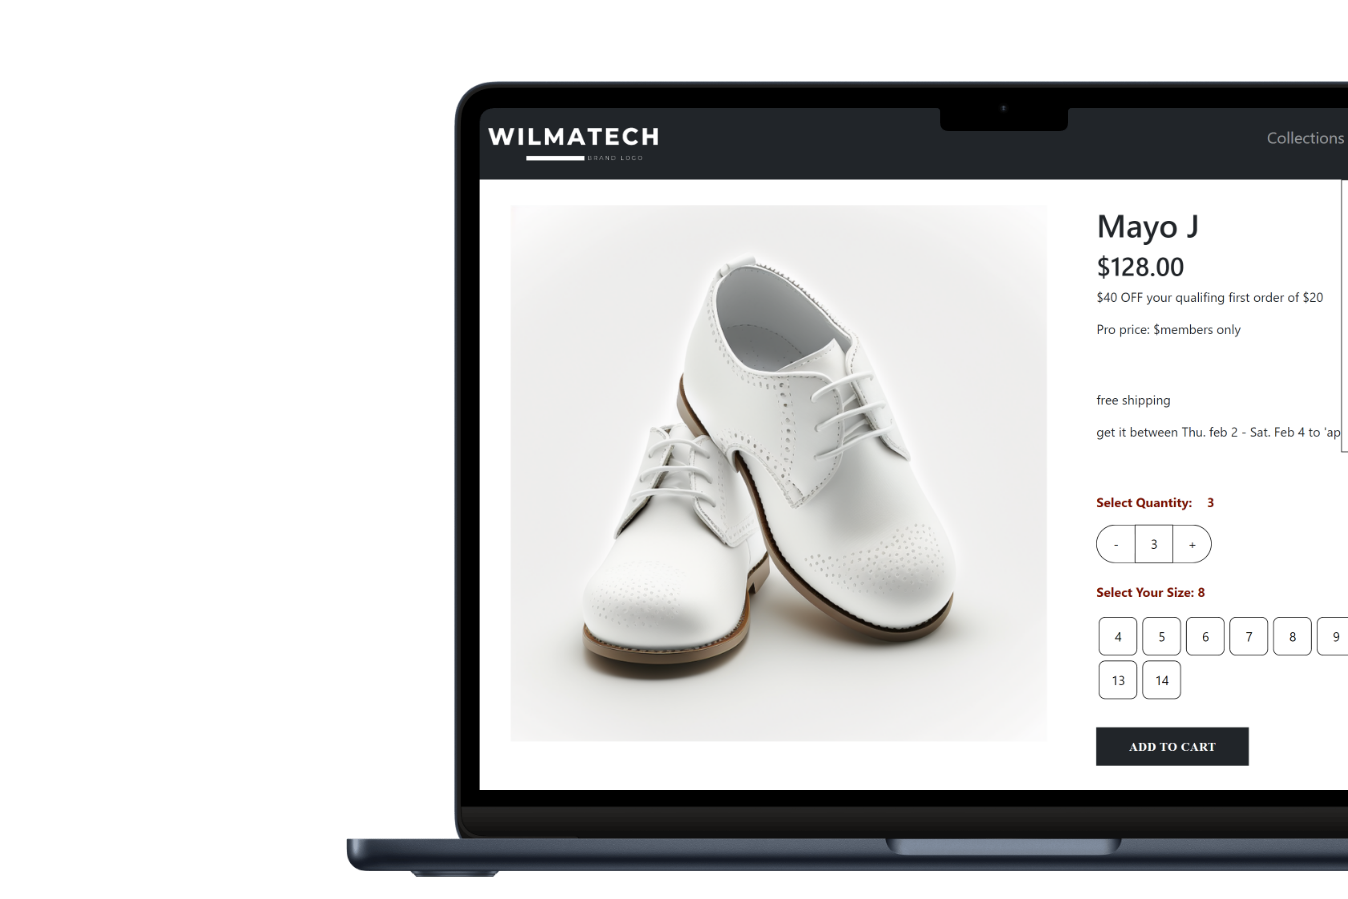 WILMATECH
BRAND LOGO
Collections
Mayo J
$128.00
$40 OFF your qualifing first order of $20
Pro price: $members only
free shipping
get it between Thu. feb 2 - Sat. Feb 4 to 'ap
Select Quantity: 3
- 3 +
Select Your Size: 8
4 5 6 7 8 9
13 14
ADD TO CART